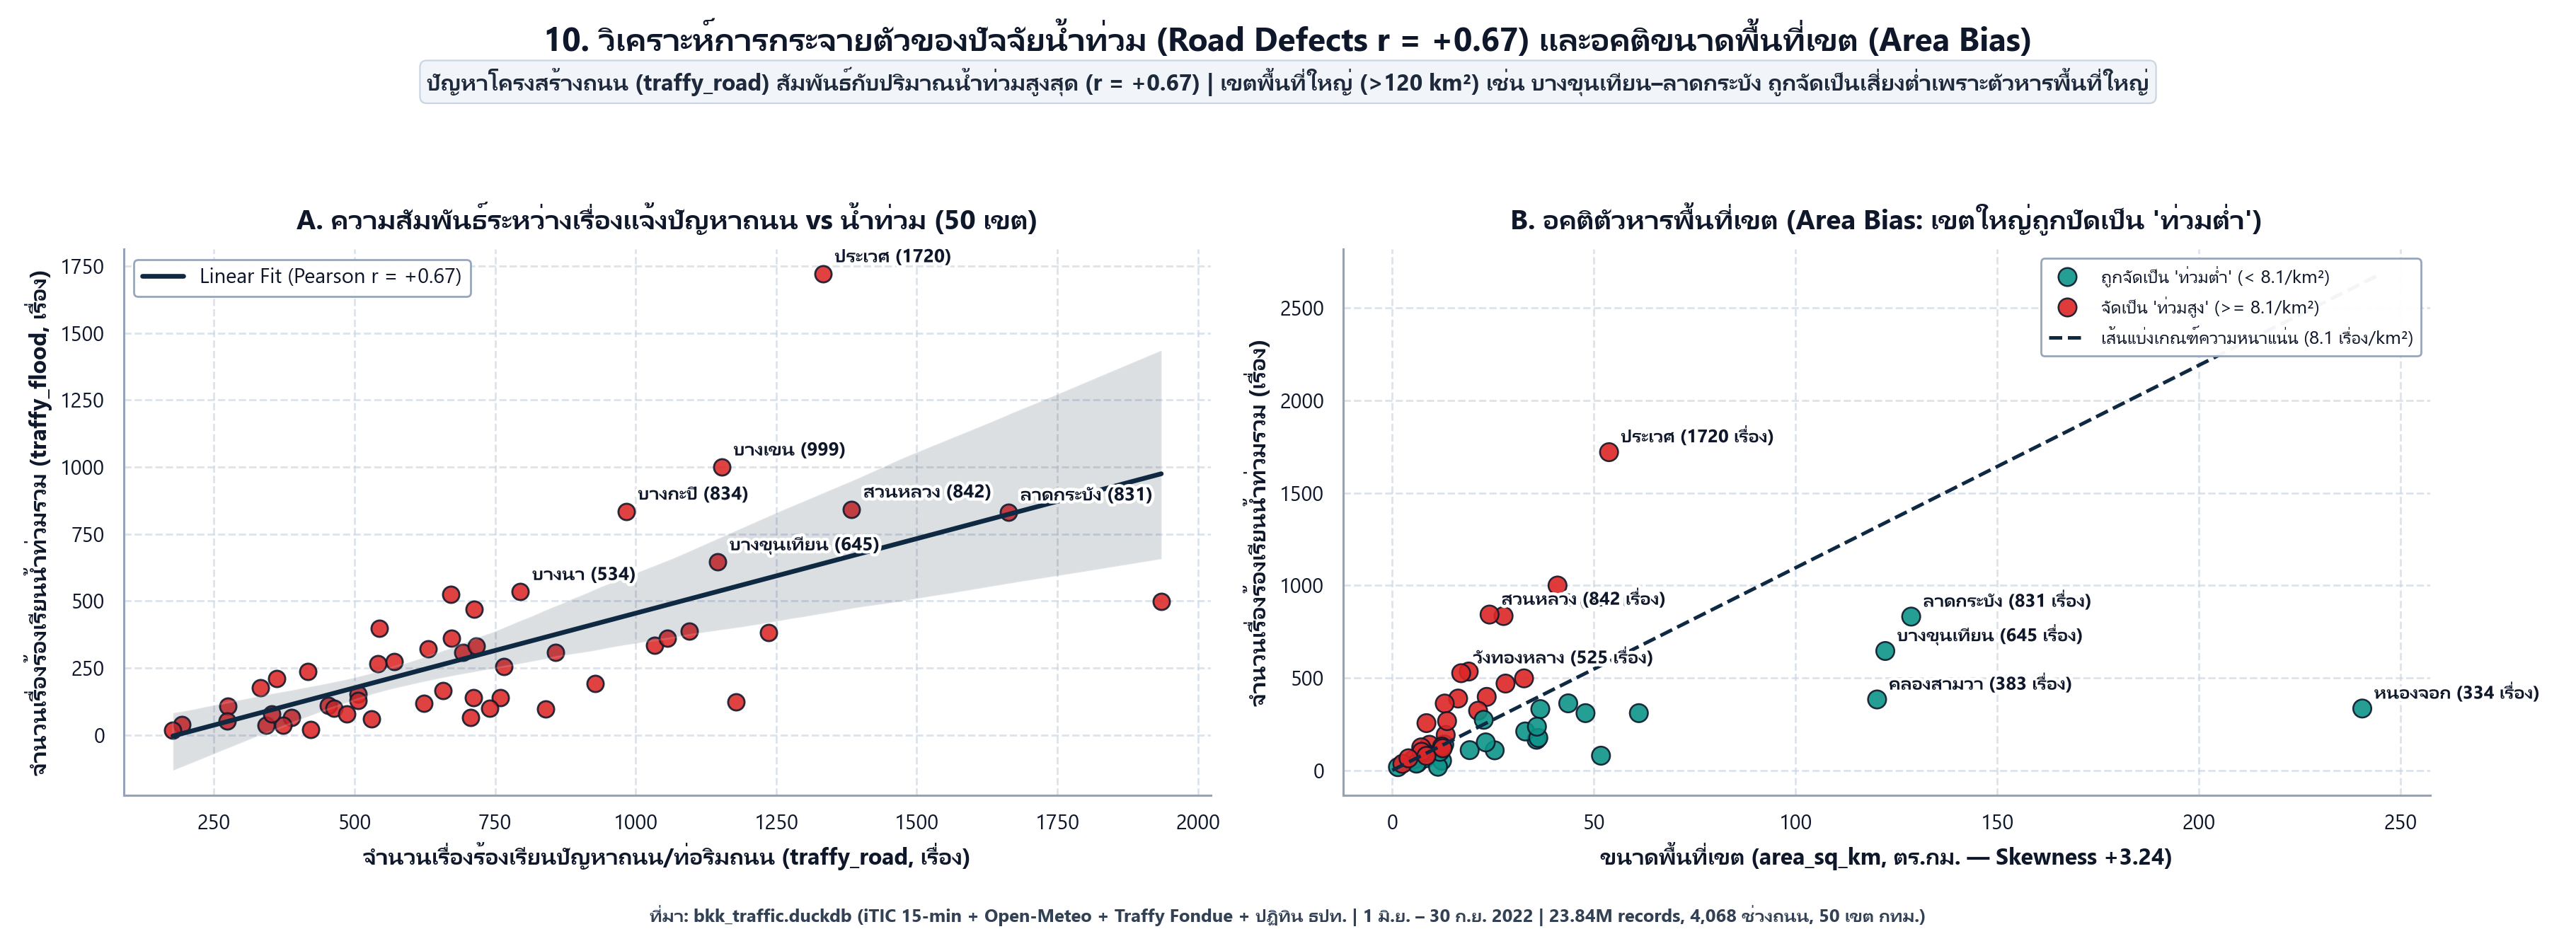 10. วิเคราะห์การกระจายตัวของปัจจัยน้ำท่วม (Road Defects r = +0.67) และอคติขนาดพื้นที่เขต (Area Bias)
ปัญหาโครงสร้างถนน (traffy_road) สัมพันธ์กับปริมาณน้ำท่วมสูงสุด (r = +0.67) | เขตพื้นที่ใหญ่ (>120 km²) เช่น บางขุนเทียน–ลาดกระบัง ถูกจัดเป็นเสี่ยงต่ำเพราะตัวหารพื้นที่ใหญ่
A. ความสัมพันธ์ระหว่างเรื่องแจ้งปัญหาถนน vs น้ำท่วม (50 เขต)
จำนวนเรื่องร้องเรียนน้ำท่วมรวม (traffy_flood, เรื่อง)
1750
1500
1250
1000
750
500
250
0
Linear Fit (Pearson r = +0.67)
ประเวศ (1720)
บางเขน (999)
บางกะปิ (834)
สวนหลวง (842)
ลาดกระบัง (831)
บางขุนเทียน (645)
บางนา (534)
250
500
750
1000
1250
1500
1750
2000
จำนวนเรื่องร้องเรียนปัญหาถนน/ท่อริมถนน (traffy_road, เรื่อง)
B. อคติตัวหารพื้นที่เขต (Area Bias: เขตใหญ่ถูกปัดเป็น 'ท่วมต่ำ')
จำนวนเรื่องร้องเรียนน้ำท่วมรวม (เรื่อง)
2500
2000
1500
1000
500
0
ถูกจัดเป็น 'ท่วมต่ำ' (< 8.1/km²)
จัดเป็น 'ท่วมสูง' (>= 8.1/km²)
เส้นแบ่งเกณฑ์ความหนาแน่น (8.1 เรื่อง/km²)
ประเวศ (1720 เรื่อง)
สวนหลวง (842 เรื่อง)
ลาดกระบัง (831 เรื่อง)
บางขุนเทียน (645 เรื่อง)
วังทองหลาง (525 เรื่อง)
คลองสามวา (383 เรื่อง)
หนองจอก (334 เรื่อง)
0
50
100
150
200
250
ขนาดพื้นที่เขต (area_sq_km, ตร.กม. — Skewness +3.24)
ที่มา: bkk_traffic.duckdb (iTIC 15-min + Open-Meteo + Traffy Fondue + ปฏิทิน ธปท. | 1 มิ.ย. – 30 ก.ย. 2022 | 23.84M records, 4,068 ช่วงถนน, 50 เขต กทม.)